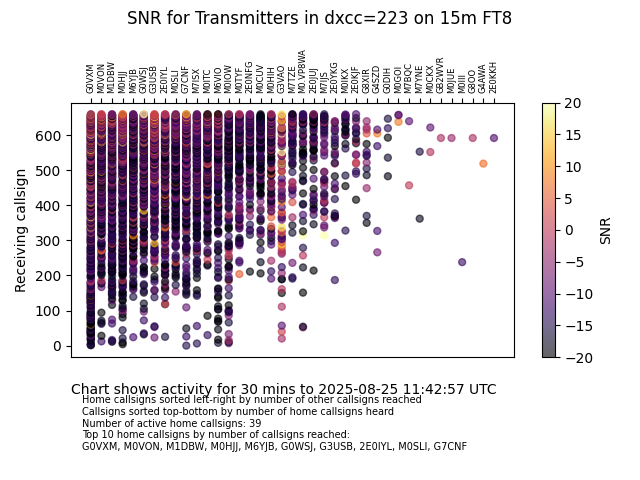 SNR for Transmitters in dxcc=223 on 15m FT8
G0VXM M0VON M1DBW M0HJJ M6YJB G0WSJ G3USB 2E0IYL M0SLI G7CNF M7ISX M0ITC M6VIO M0IOW M0TYF 2E0NFG M0CUV M0HIH G3VAO M7TZE M0.VP8WA 2E0JUJ M7IJS 2E0YKG M0IKX 2E0KJF G8XIR G4SZD G0DIH M0GOI M7BQC M7YNE M0CKX GB2WVR M0JUE M0III G8OO G4AWA 2E0KKH
600
500
400
300
200
100
0
Receiving callsign
20
15
10
5
0
−5
−10
−15
−20
SNR
Chart shows activity for 30 mins to 2025-08-25 11:42:57 UTC
Home callsigns sorted left-right by number of other callsigns reached
Callsigns sorted top-bottom by number of home callsigns heard
Number of active home callsigns: 39
Top 10 home callsigns by number of callsigns reached:
G0VXM, M0VON, M1DBW, M0HJJ, M6YJB, G0WSJ, G3USB, 2E0IYL, M0SLI, G7CNF